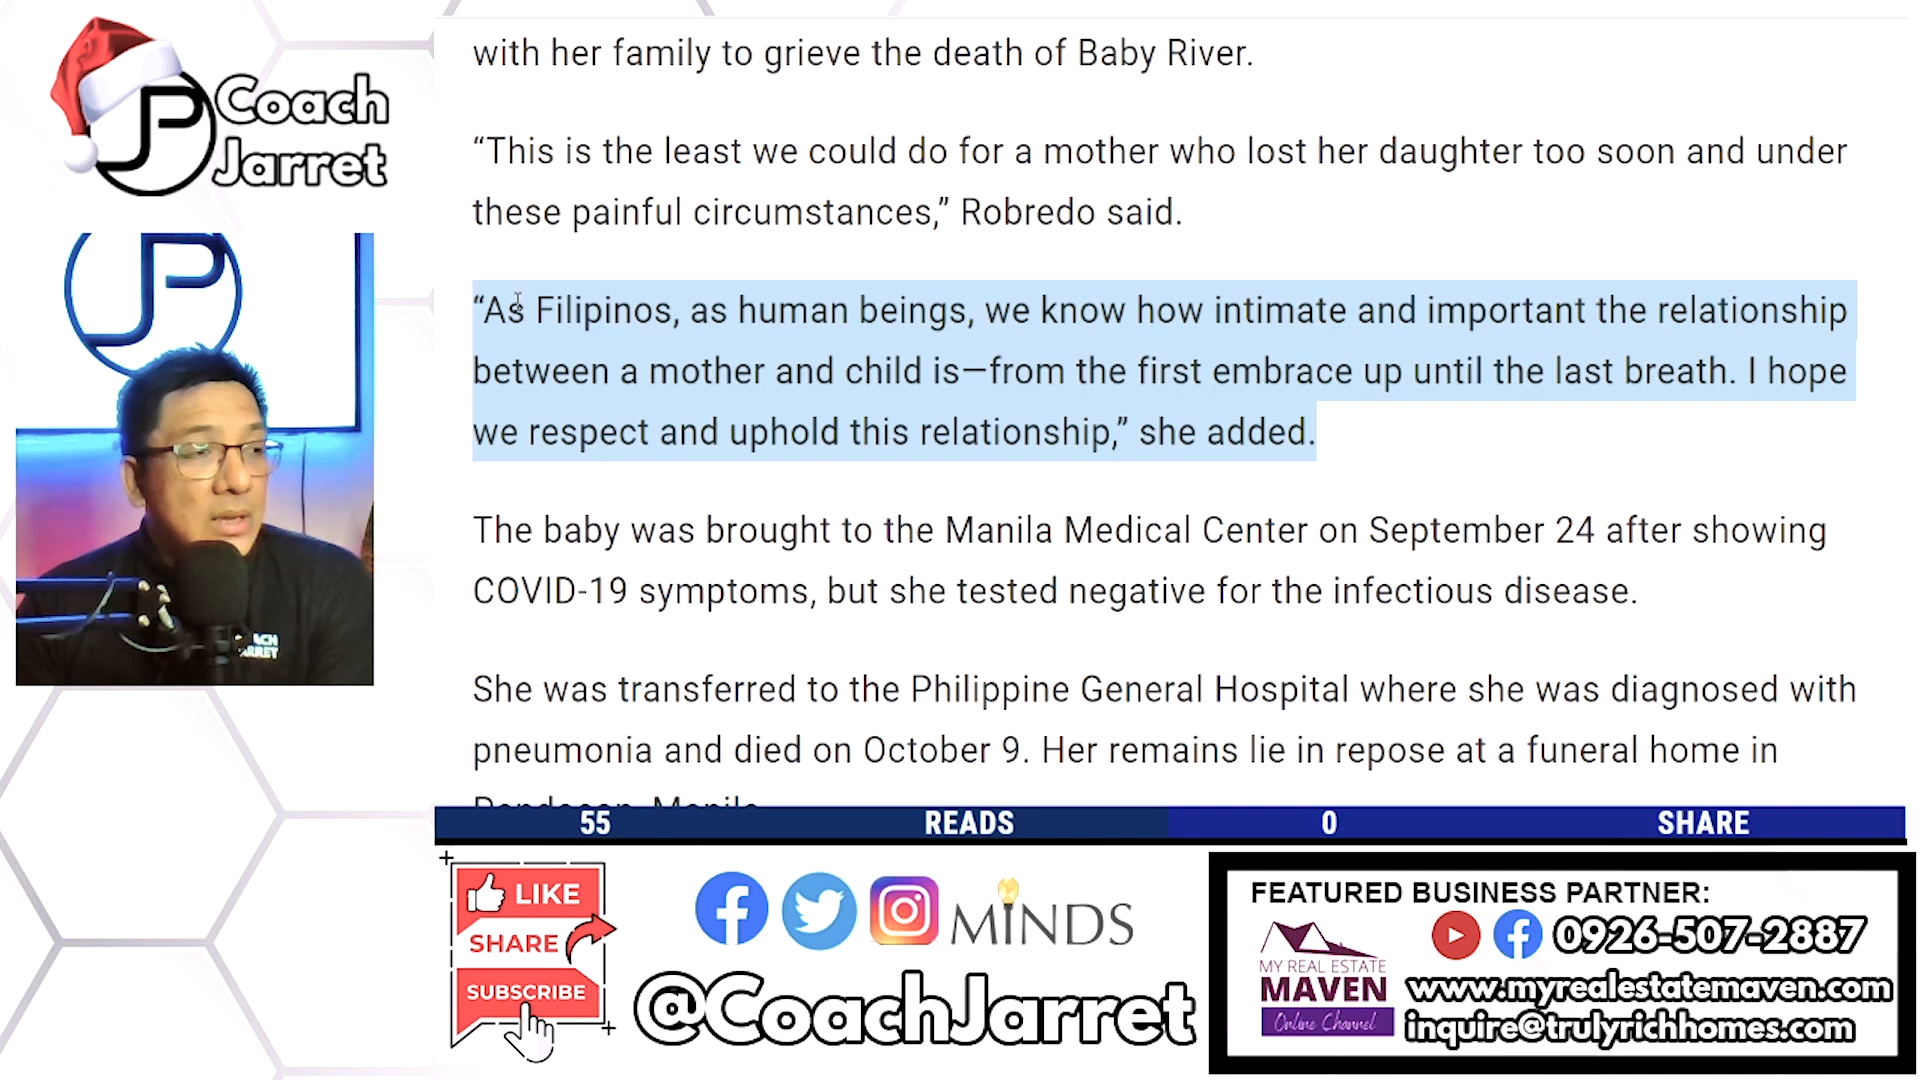 Coach
Jarret
with her family to grieve the death of Baby River.
“This is the least we could do for a mother who lost her daughter too soon and under
these painful circumstances,” Robredo said.
“As Filipinos, as human beings, we know how intimate and important the relationship
between a mother and child is—from the first embrace up until the last breath. I hope
we respect and uphold this relationship,” she added.
The baby was brought to the Manila Medical Center on September 24 after showing
COVID-19 symptoms, but she tested negative for the infectious disease.
She was transferred to the Philippine General Hospital where she was diagnosed with
pneumonia and died on October 9. Her remains lie in repose at a funeral home in
55 READS 0 SHARE
LIKE
SHARE
SUBSCRIBE
MINDS
@CoachJarret
FEATURED BUSINESS PARTNER:
0926-507-2887
MY REAL ESTATE
MAVEN
Online Channel
www.myrealestatemaven.com
inquire@trulyrichhomes.com